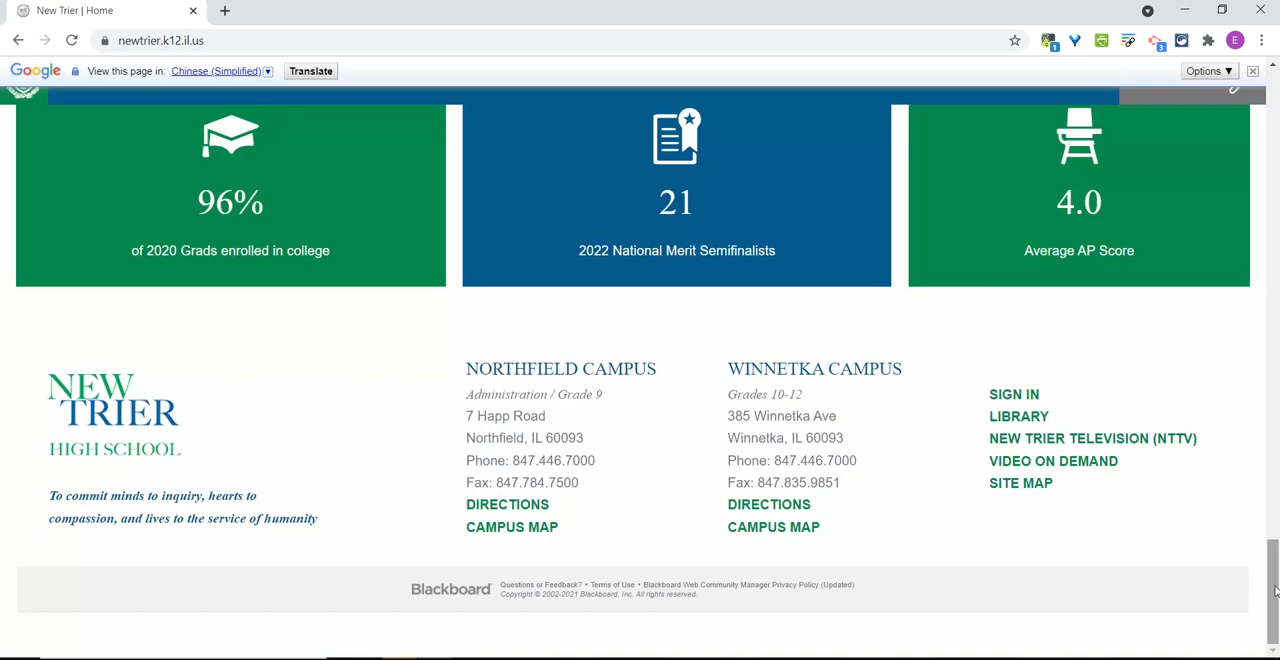 New Trier | Home
newtrier.k12.il.us
1
3
E
Google View this page in: Chinese (Simplified) Translate Options ▼
96%
of 2020 Grads enrolled in college
21
2022 National Merit Semifinalists
4.0
Average AP Score
NEW
TRIER
HIGH SCHOOL
To commit minds to inquiry, hearts to
compassion, and lives to the service of humanity
NORTHFIELD CAMPUS
Administration / Grade 9
7 Happ Road
Northfield, IL 60093
Phone: 847.446.7000
Fax: 847.784.7500
DIRECTIONS
CAMPUS MAP
WINNETKA CAMPUS
Grades 10-12
385 Winnetka Ave
Winnetka, IL 60093
Phone: 847.446.7000
Fax: 847.835.9851
DIRECTIONS
CAMPUS MAP
SIGN IN
LIBRARY
NEW TRIER TELEVISION (NTTV)
VIDEO ON DEMAND
SITE MAP
Blackboard
Questions or Feedback? • Terms of Use • Blackboard Web Community Manager Privacy Policy (Updated)
Copyright © 2002-2021 Blackboard, Inc. All rights reserved.